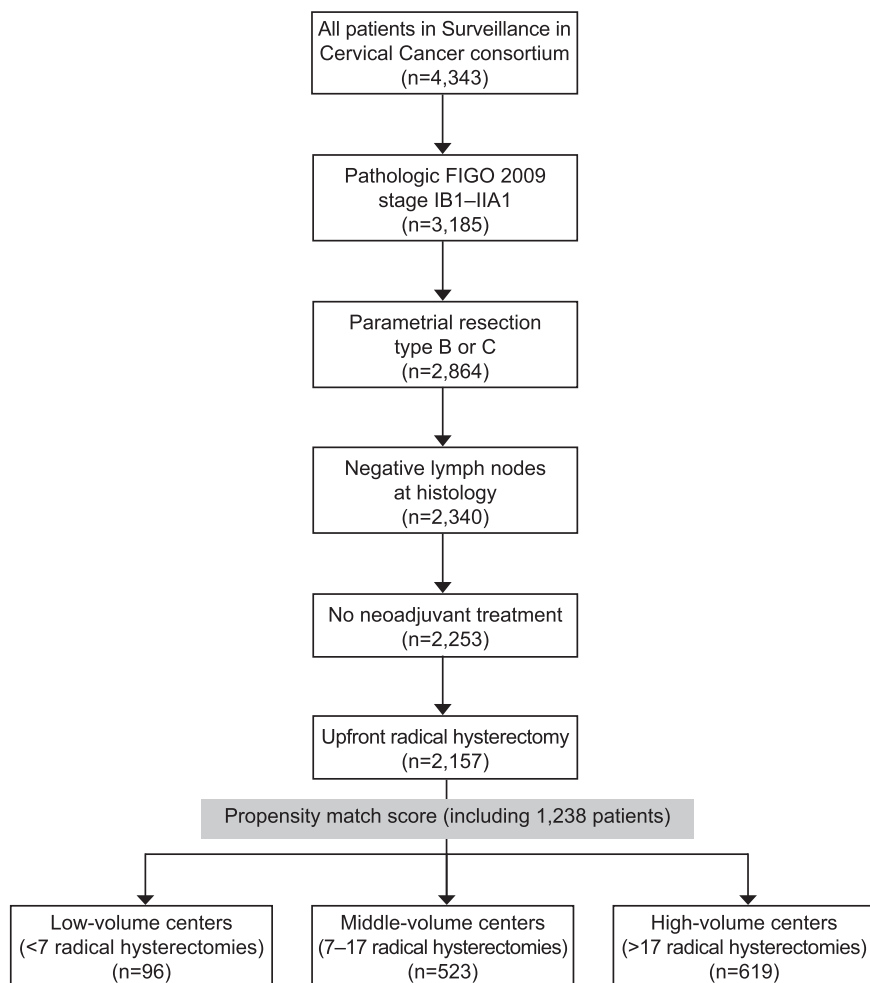 All patients in Surveillance in
Cervical Cancer consortium
(n=4,343)
Pathologic FIGO 2009
stage IB1–IIA1
(n=3,185)
Parametrial resection
type B or C
(n=2,864)
Negative lymph nodes
at histology
(n=2,340)
No neoadjuvant treatment
(n=2,253)
Upfront radical hysterectomy
(n=2,157)
Propensity match score (including 1,238 patients)
Low-volume centers
(<7 radical hysterectomies)
(n=96)
Middle-volume centers
(7–17 radical hysterectomies)
(n=523)
High-volume centers
(>17 radical hysterectomies)
(n=619)